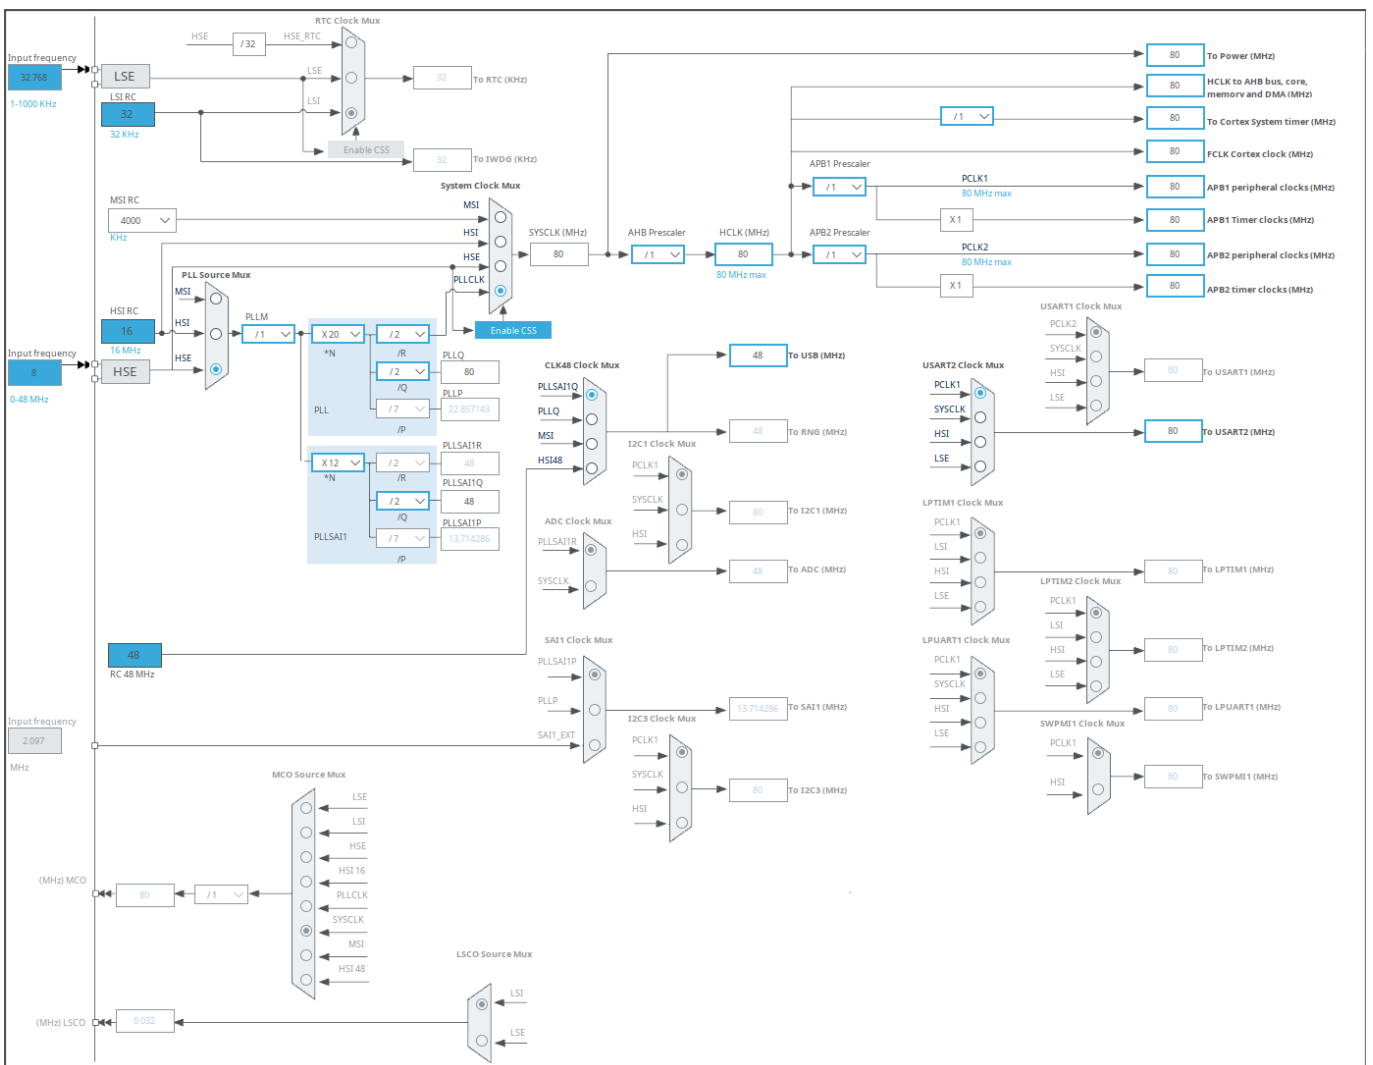 RTC Clock Mux
HSE
/ 32
HSE_RTC
Input frequency
32.768
1-1000 KHz
LSE
LSE
32
To RTC (KHz)
LSI RC
32
32 KHz
LSI
Enable CSS
32
To IWDG (KHz)
80
To Power (MHz)
80
HCLK to AHB bus, core,
memory and DMA (MHz)
/ 1
80
To Cortex System timer (MHz)
80
FCLK Cortex clock (MHz)
APB1 Prescaler
/ 1
PCLK1
80 MHz max
80
APB1 peripheral clocks (MHz)
X 1
80
APB1 Timer clocks (MHz)
System Clock Mux
MSI RC
4000
KHz
MSI
HSI
HSE
PLLCLK
SYSCLK (MHz)
80
AHB Prescaler
/ 1
HCLK (MHz)
80
80 MHz max
APB2 Prescaler
/ 1
PCLK2
80 MHz max
80
APB2 peripheral clocks (MHz)
X 1
80
APB2 timer clocks (MHz)
Enable CSS
PLL Source Mux
MSI
HSI
HSE
HSI RC
16
16 MHz
Input frequency
8
0-48 MHz
HSE
PLLM
/ 1
X 20
*N
/ 2
/R
/ 2
/Q
PLLQ
80
PLL
/ 7
/P
PLLP
22.857143
X 12
*N
/ 2
/R
PLLSAI1R
48
/ 2
/Q
PLLSAI1Q
48
PLLSAI1
/ 7
/P
PLLSAI1P
13.714286
CLK48 Clock Mux
PLLSAI1Q
PLLQ
MSI
HSI48
48
To USB (MHz)
48
To RNG (MHz)
I2C1 Clock Mux
PCLK1
SYSCLK
HSI
80
To I2C1 (MHz)
ADC Clock Mux
PLLSAI1R
SYSCLK
48
To ADC (MHz)
USART1 Clock Mux
PCLK2
SYSCLK
HSI
LSE
80
To USART1 (MHz)
USART2 Clock Mux
PCLK1
SYSCLK
HSI
LSE
80
To USART2 (MHz)
LPTIM1 Clock Mux
PCLK1
LSI
HSI
LSE
80
To LPTIM1 (MHz)
LPTIM2 Clock Mux
PCLK1
LSI
HSI
LSE
80
To LPTIM2 (MHz)
48
RC 48 MHz
SAI1 Clock Mux
PLLSAI1P
PLLP
SAI1_EXT
13.714286
To SAI1 (MHz)
I2C3 Clock Mux
PCLK1
SYSCLK
HSI
80
To I2C3 (MHz)
LPUART1 Clock Mux
PCLK1
SYSCLK
HSI
LSE
80
To LPUART1 (MHz)
SWPMI1 Clock Mux
PCLK1
HSI
80
To SWPMI1 (MHz)
Input frequency
2.097
MHz
MCO Source Mux
LSE
LSI
HSE
HSI 16
PLLCLK
SYSCLK
MSI
HSI 48
(MHz) MCO
80
/ 1
LSCO Source Mux
LSI
LSE
(MHz) LSCO
0.032